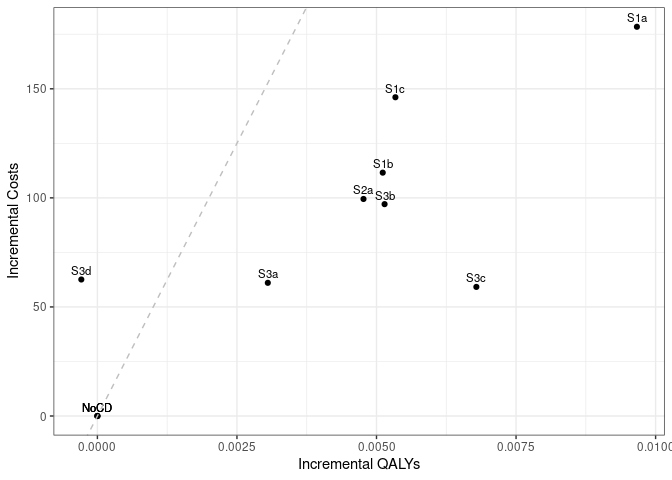 S1a
150
S1c
S1b
100
S2a
S3b
S3d
S3a
S3c
50
NoCD
0
0.0000
0.0025
0.0050
0.0075
0.0100
Incremental QALYs
Incremental Costs